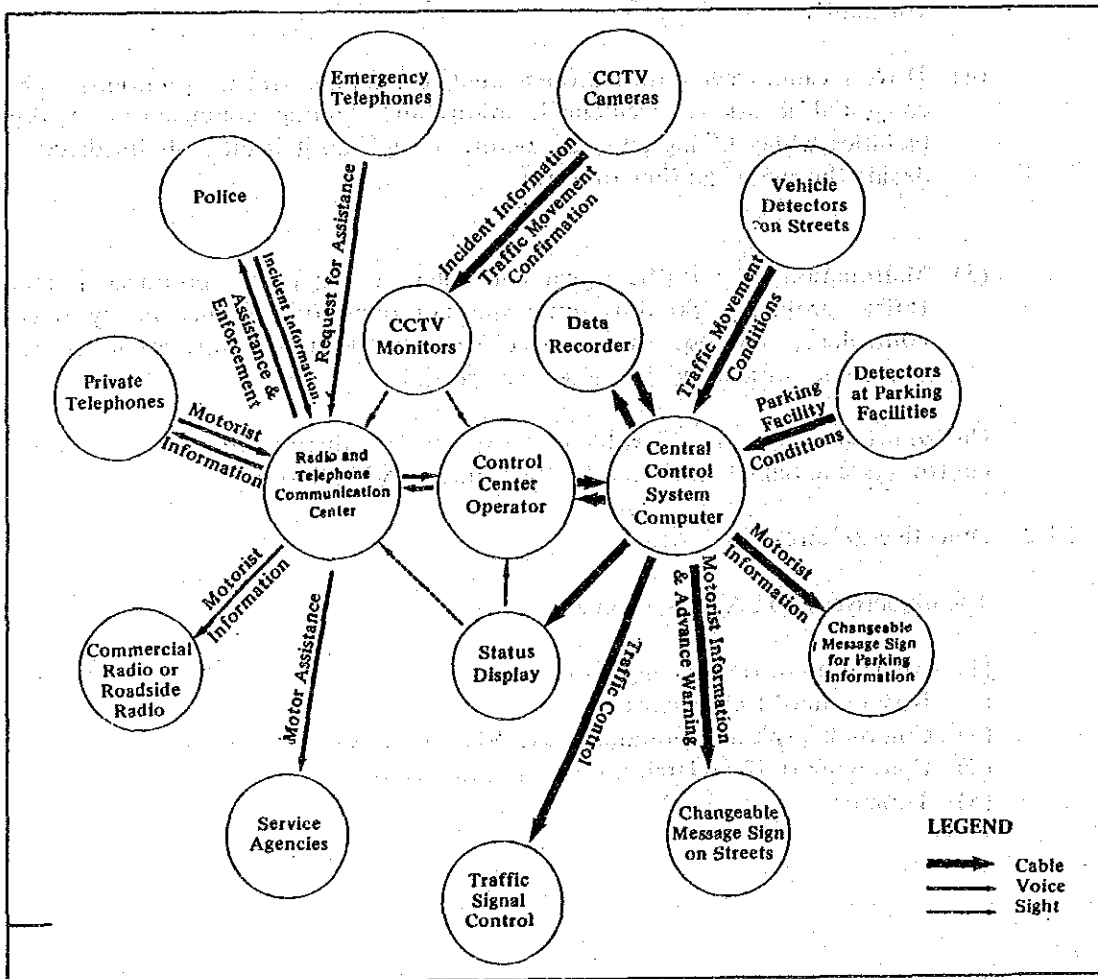 Emergency
Telephones
CCTV
Cameras
Police
Vehicle
Detectors
on Streets
Incident Information
Traffic Movement
Confirmation
Request for Assistance
Incident Information,
Assistance &
Enforcement
CCTV
Monitors
Data
Recorder
Traffic Movement
Conditions
Private
Telephones
Detectors
at Parking
Facilities
Parking
Facility
Conditions
Motorist
Information
Radio and
Telephone
Communication
Center
Control
Center
Operator
Central
Control
System
Computer
Motorist
Information
Motorist
Information
Motorist Information
& Advance Warning
Commercial
Radio or
Roadside
Radio
Motor Assistance
Status
Display
Traffic Control
Changeable
Message Sign
for Parking
Information
Service
Agencies
Changeable
Message Sign
on Streets
Traffic
Signal
Control
LEGEND
Cable
Voice
Sight